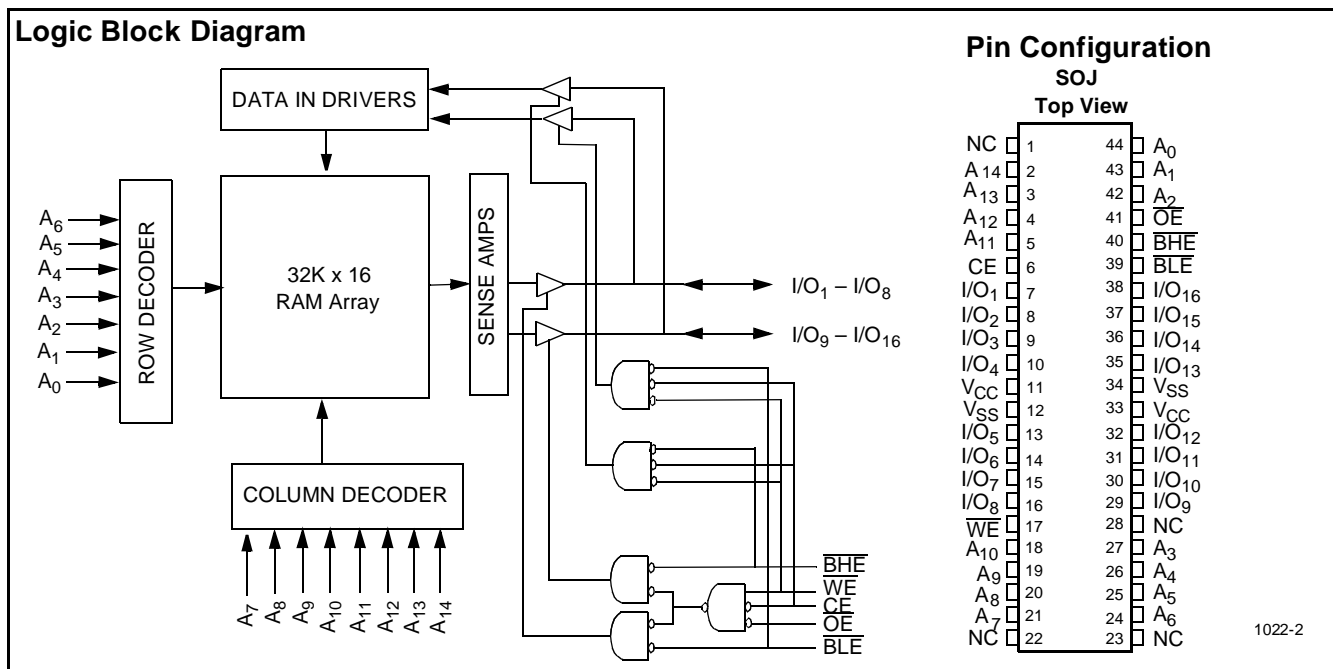 Logic Block Diagram
DATA IN DRIVERS
ROW DECODER
A6
A5
A4
A3
A2
A1
A0
32K x 16
RAM Array
SENSE AMPS
I/O1 – I/O8
I/O9 – I/O16
COLUMN DECODER
A7
A8
A9
A10
A11
A12
A13
A14
BHE
WE
CE
OE
BLE
Pin Configuration
SOJ
Top View
NC 1 44 A0
A14 2 43 A1
A13 3 42 A2
A12 4 41 OE
A11 5 40 BHE
CE 6 39 BLE
I/O1 7 38 I/O16
I/O2 8 37 I/O15
I/O3 9 36 I/O14
I/O4 10 35 I/O13
VCC 11 34 VSS
VSS 12 33 VCC
I/O5 13 32 I/O12
I/O6 14 31 I/O11
I/O7 15 30 I/O10
I/O8 16 29 I/O9
WE 17 28 NC
A10 18 27 A3
A9 19 26 A4
A8 20 25 A5
A7 21 24 A6
NC 22 23 NC
1022-2